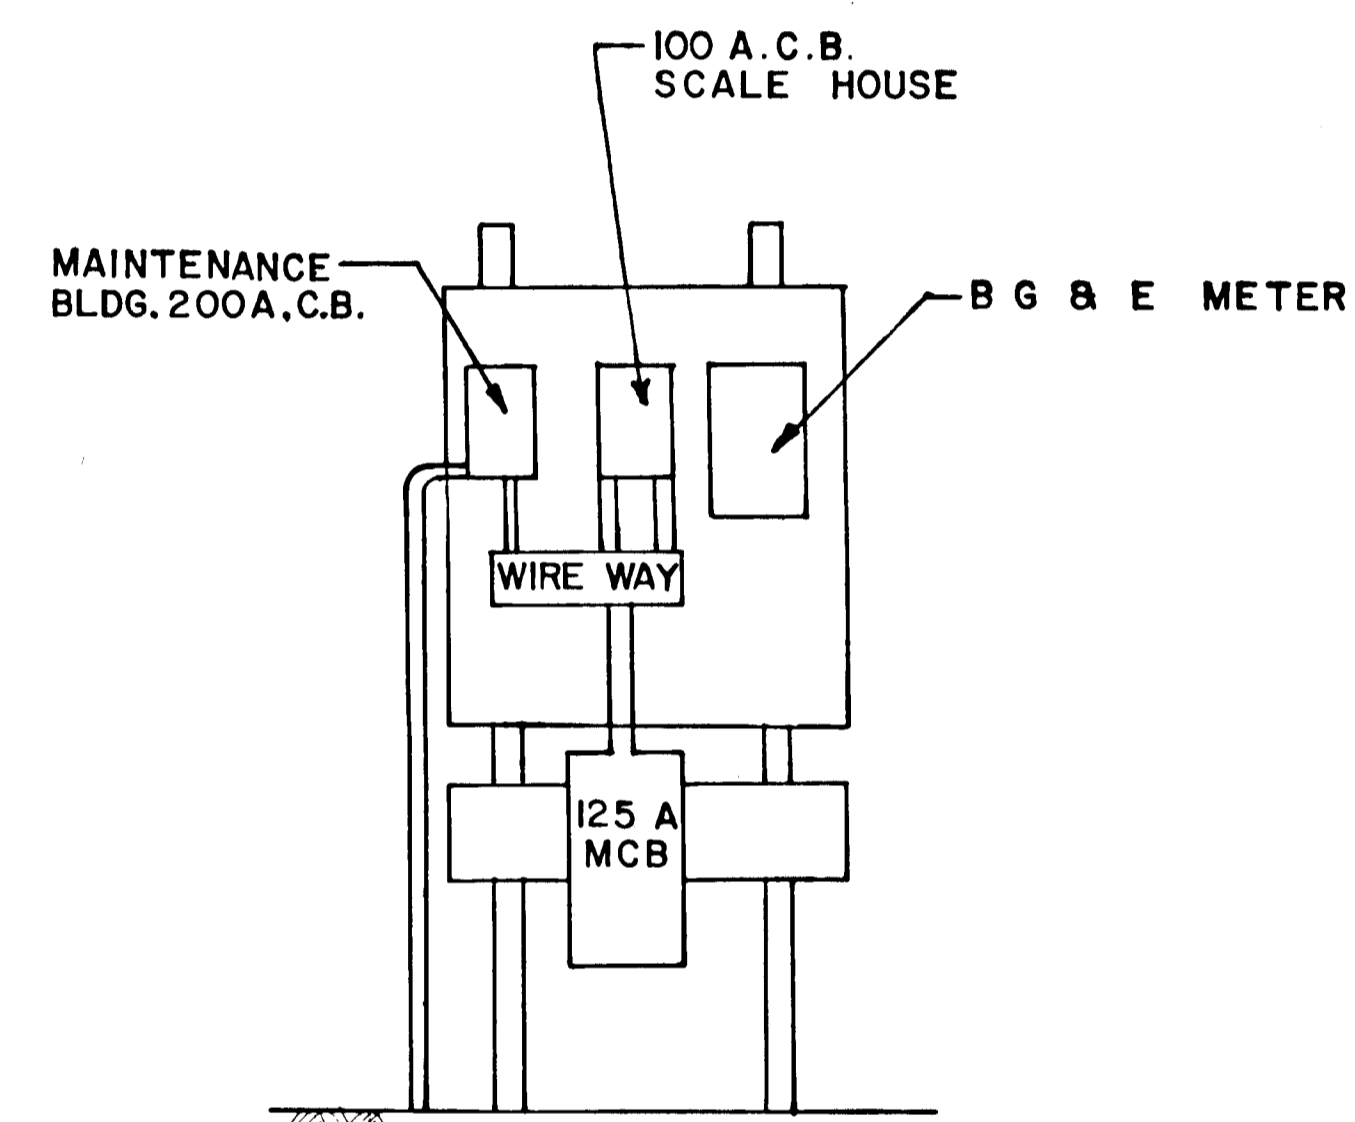 100 A.C.B.
SCALE HOUSE
MAINTENANCE
BLDG. 200A.C.B.
B G & E METER
WIRE WAY
125 A
MCB